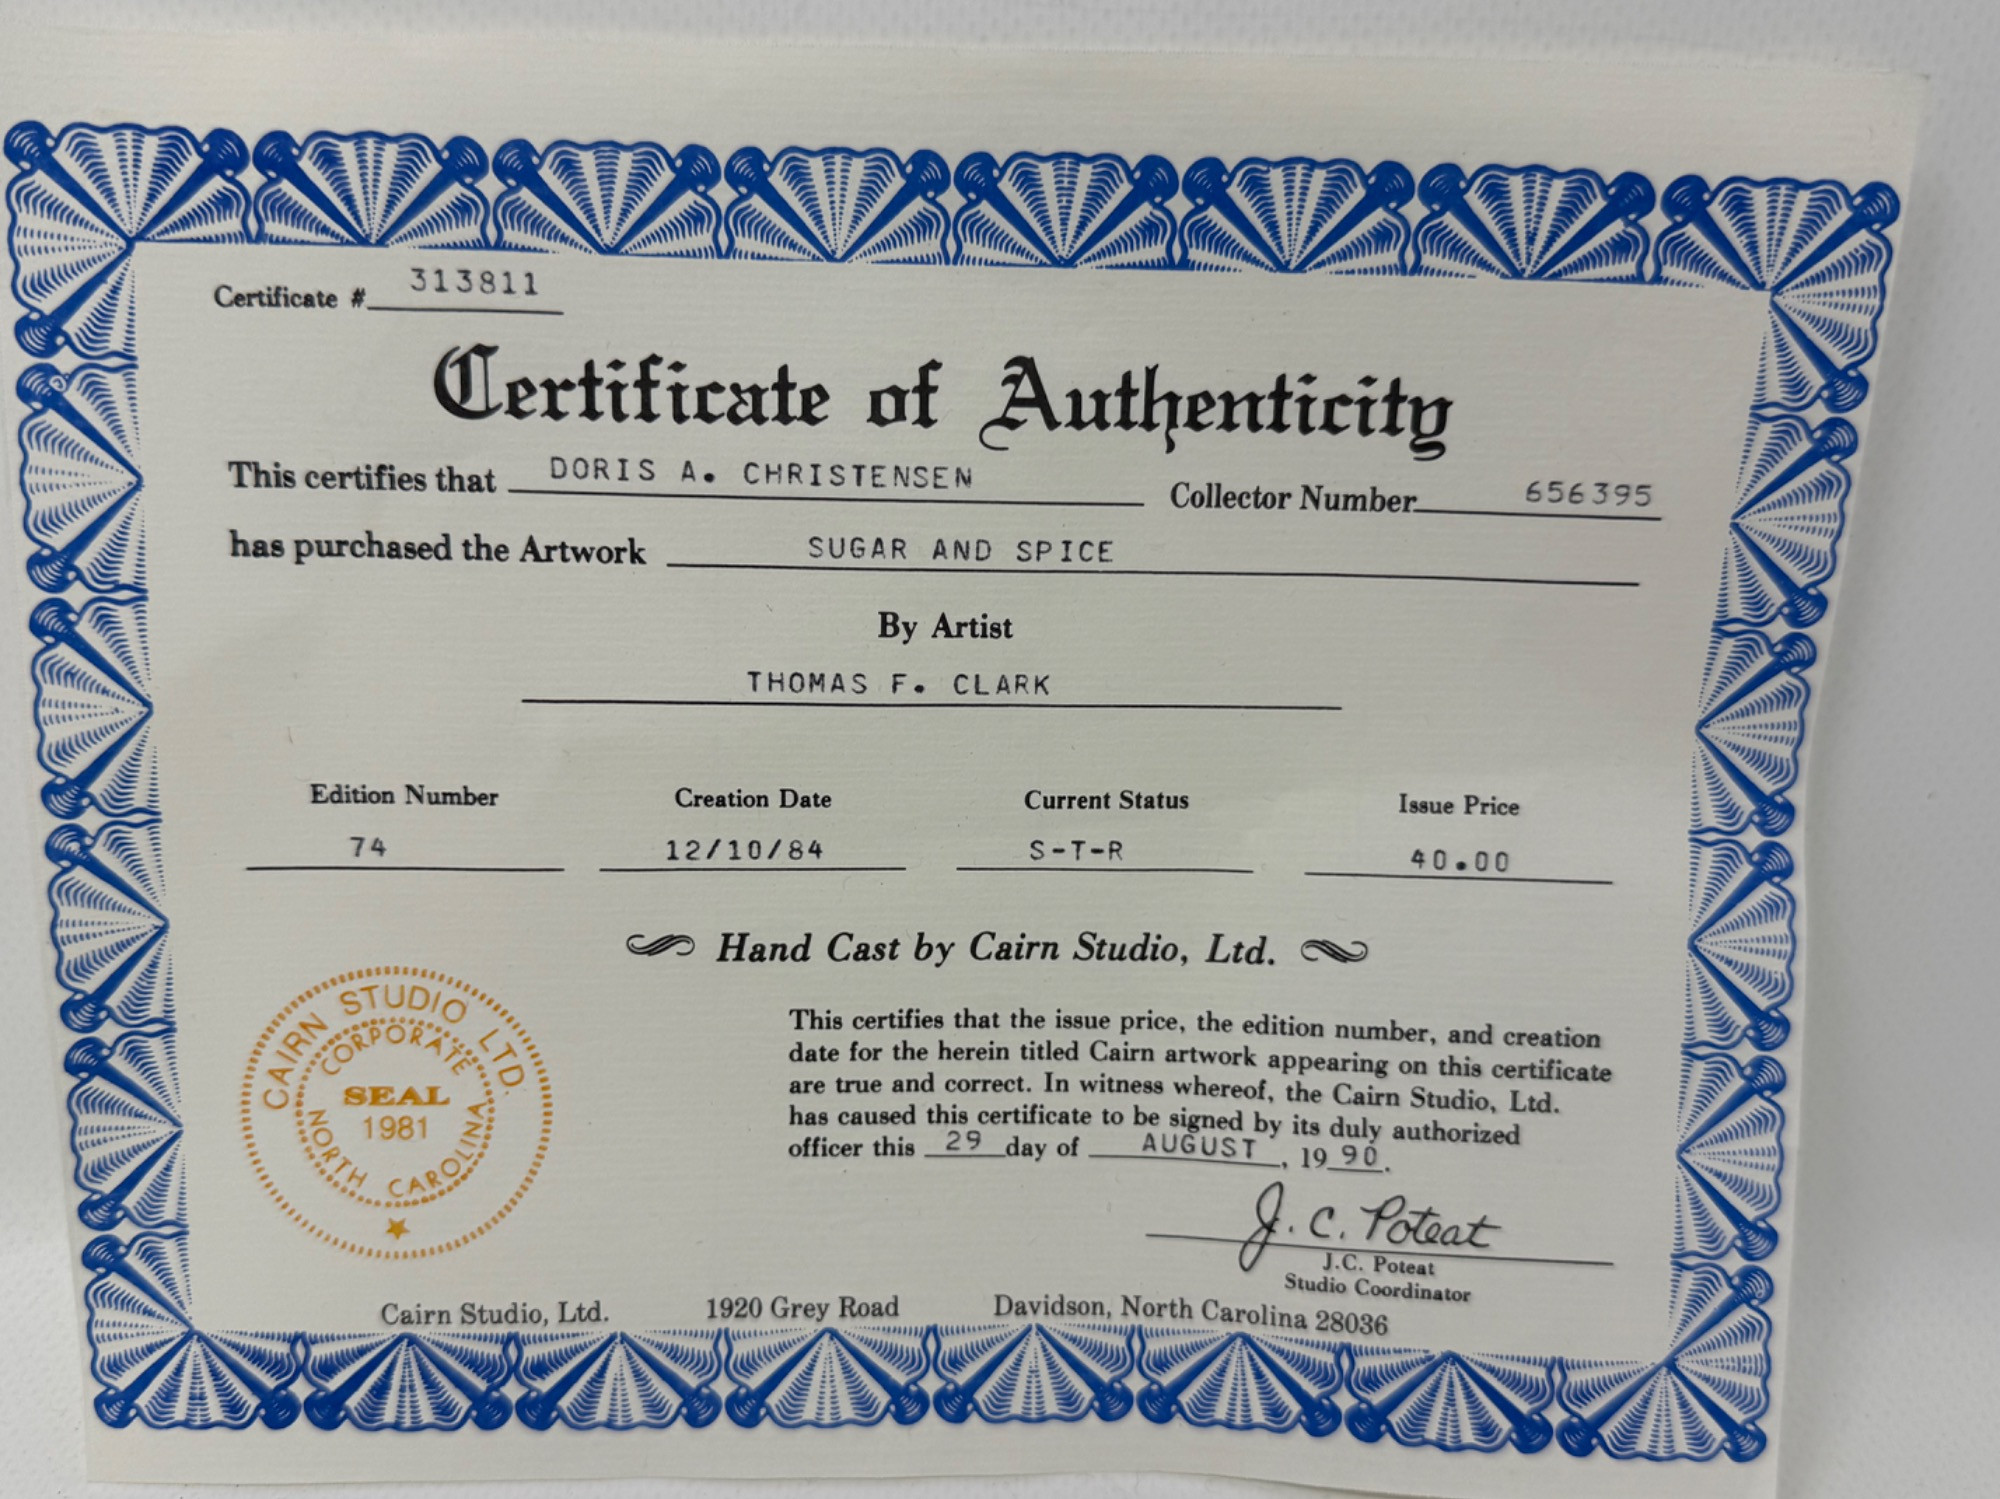 Certificate # 313811
Certificate of Authenticity
This certifies that DORIS A. CHRISTENSEN Collector Number 656395
has purchased the Artwork SUGAR AND SPICE
By Artist
THOMAS F. CLARK
Edition Number Creation Date Current Status Issue Price
74 12/10/84 S-T-R 40.00
Hand Cast by Cairn Studio, Ltd.
CAIRN STUDIO LTD.
CORPORATE
SEAL
1981
NORTH CAROLINA
This certifies that the issue price, the edition number, and creation
date for the herein titled Cairn artwork appearing on this certificate
are true and correct. In witness whereof, the Cairn Studio, Ltd.
has caused this certificate to be signed by its duly authorized
officer this 29 day of AUGUST, 1990.
J. C. Poteat
J.C. Poteat
Studio Coordinator
Cairn Studio, Ltd. 1920 Grey Road Davidson, North Carolina 28036